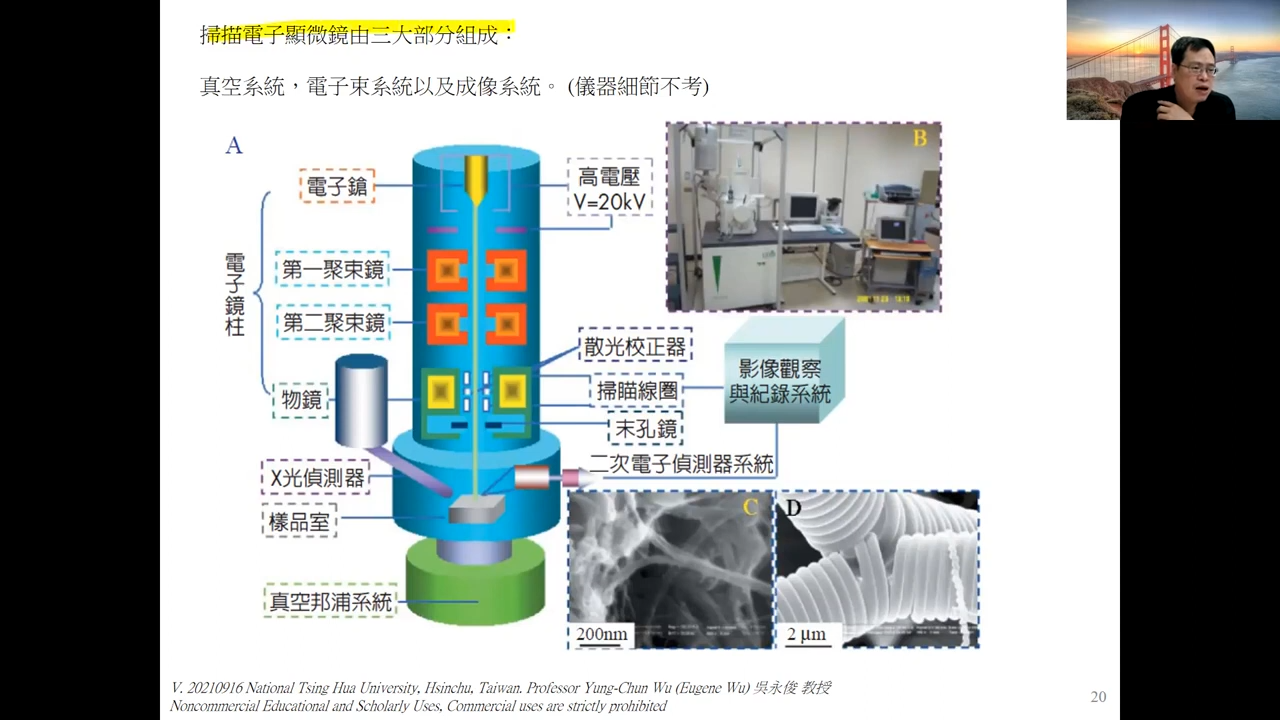 掃描電子顯微鏡由三大部分組成：
真空系統，電子束系統以及成像系統。 (儀器細節不考)
A
B
電子鎗
高電壓
V=20kV
電子鏡柱
第一聚束鏡
第二聚束鏡
散光校正器
影像觀察
與紀錄系統
掃瞄線圈
物鏡
末孔鏡
二次電子偵測器系統
X光偵測器
樣品室
C
D
真空邦浦系統
200nm
2 μm
V. 20210916 National Tsing Hua University, Hsinchu, Taiwan. Professor Yung-Chun Wu (Eugene Wu) 吳永俊 教授
Noncommercial Educational and Scholarly Uses, Commercial uses are strictly prohibited
20